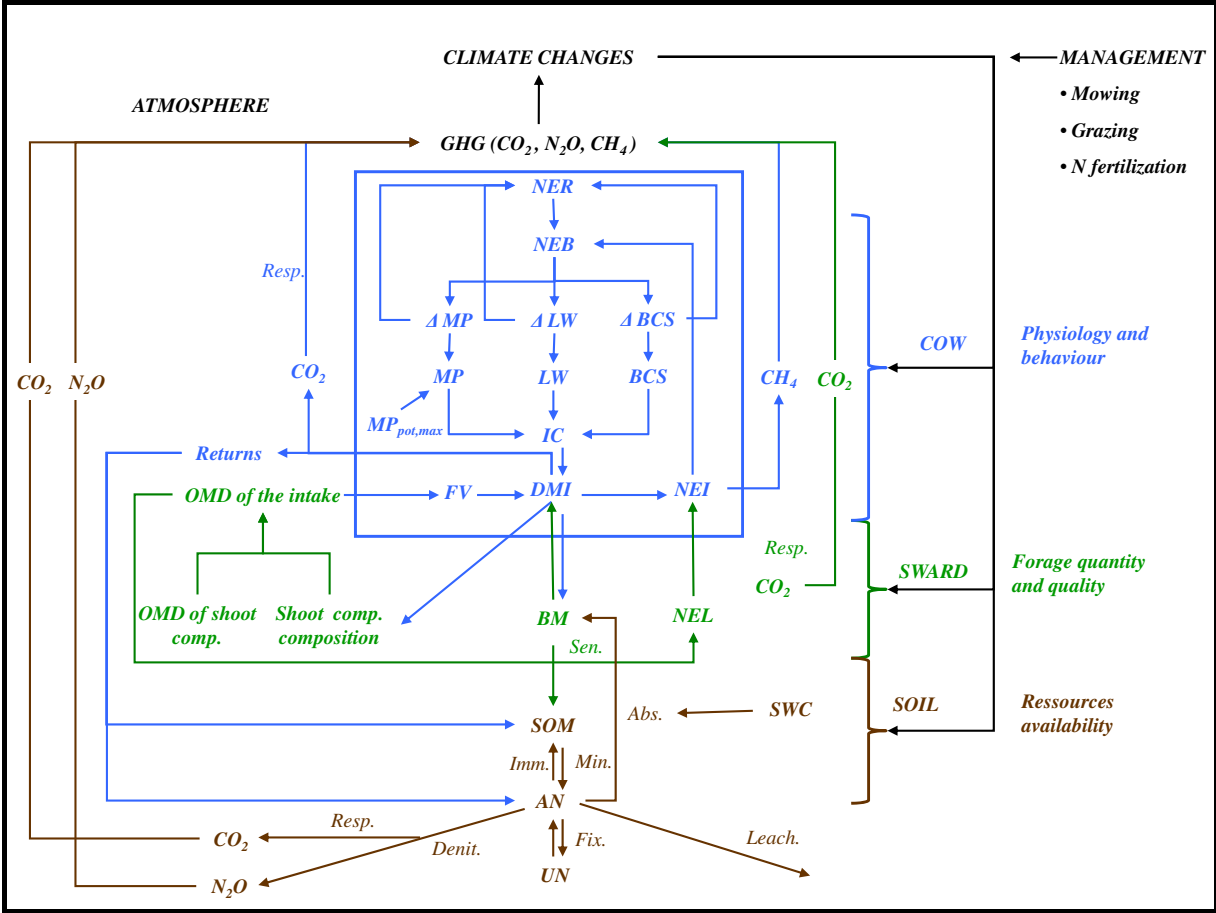 CLIMATE CHANGES
MANAGEMENT
• Mowing
ATMOSPHERE
• Grazing
GHG (CO₂, N₂O, CH₄)
• N fertilization
NER
NEB
Resp.
Δ MP
Δ LW
Δ BCS
COW
Physiology and
behaviour
CO₂
N₂O
CO₂
MP
LW
BCS
CH₄
CO₂
MPpot,max
IC
Returns
OMD of the intake
FV
DMI
NEI
Resp.
CO₂
SWARD
Forage quantity
and quality
OMD of shoot
comp.
Shoot comp.
composition
BM
NEL
Sen.
SOM
Abs.
SWC
SOIL
Ressources
availability
Imm.
Min.
AN
Resp.
CO₂
Denit.
Fix.
Leach.
UN
N₂O